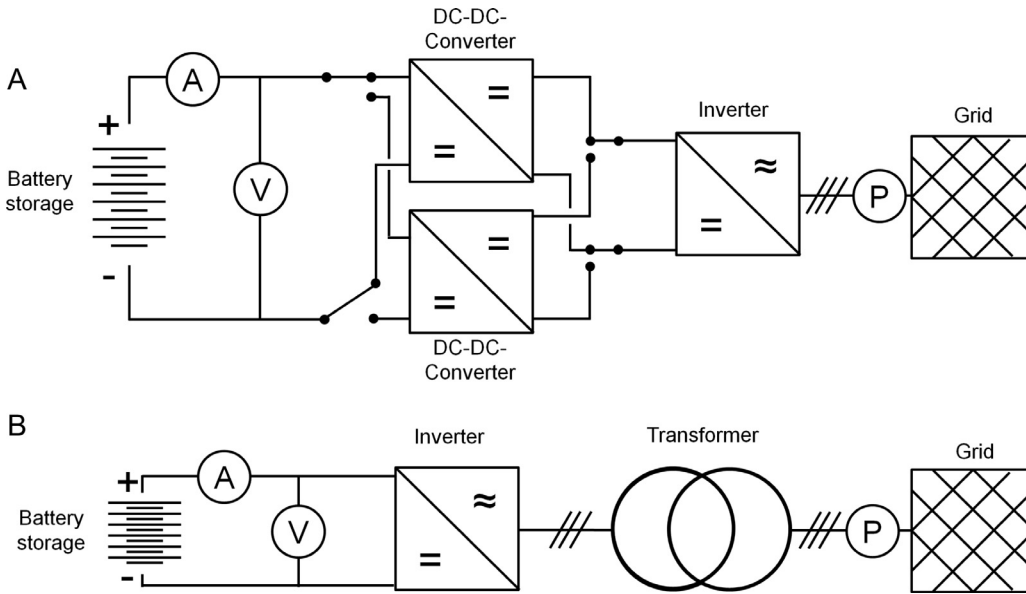 A
DC-DC-
Converter
A
+
Battery
storage
-
V
=
=
=
=
DC-DC-
Converter
Inverter
≈
=
P
Grid
B
+
Battery
storage
-
A
V
Inverter
≈
=
Transformer
P
Grid